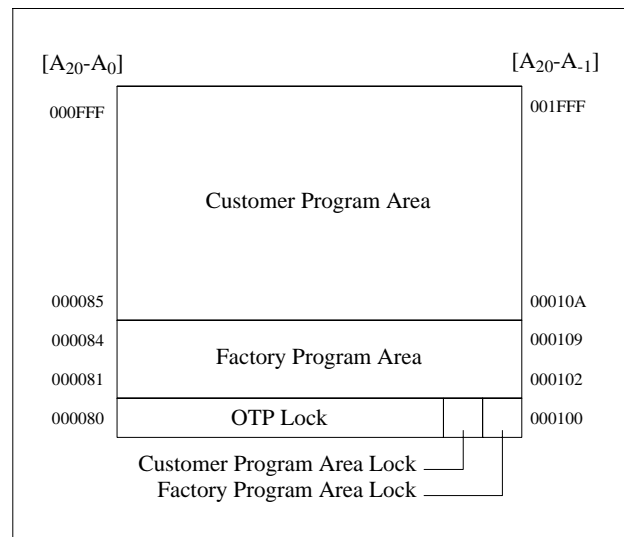 [A20-A0] [A20-A-1]
000FFF 001FFF
Customer Program Area
000085 00010A
000084 000109
Factory Program Area
000081 000102
000080 OTP Lock 000100
Customer Program Area Lock
Factory Program Area Lock